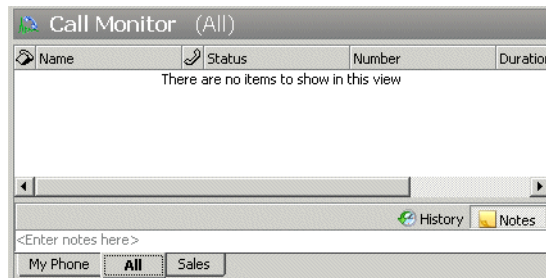 Call Monitor (All)
Name Status Number Duration
There are no items to show in this view
History Notes
<Enter notes here>
My Phone All Sales